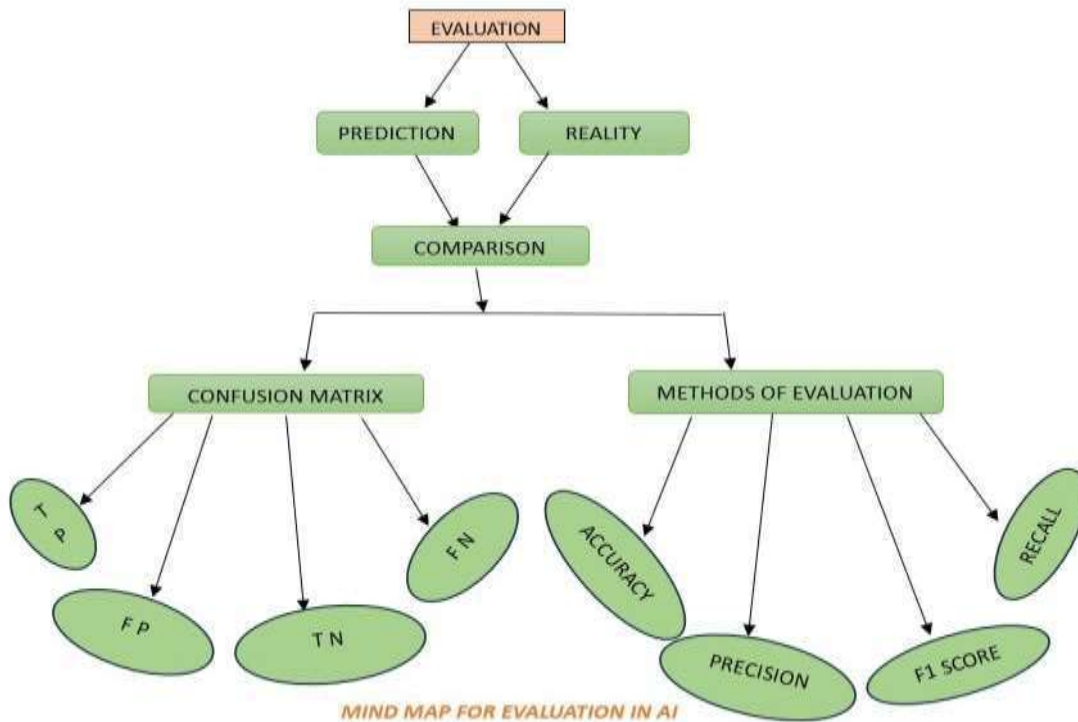 EVALUATION
PREDICTION
REALITY
COMPARISON
CONFUSION MATRIX
METHODS OF EVALUATION
T
P
F P
T N
F N
ACCURACY
PRECISION
F1 SCORE
RECALL
MIND MAP FOR EVALUATION IN AI